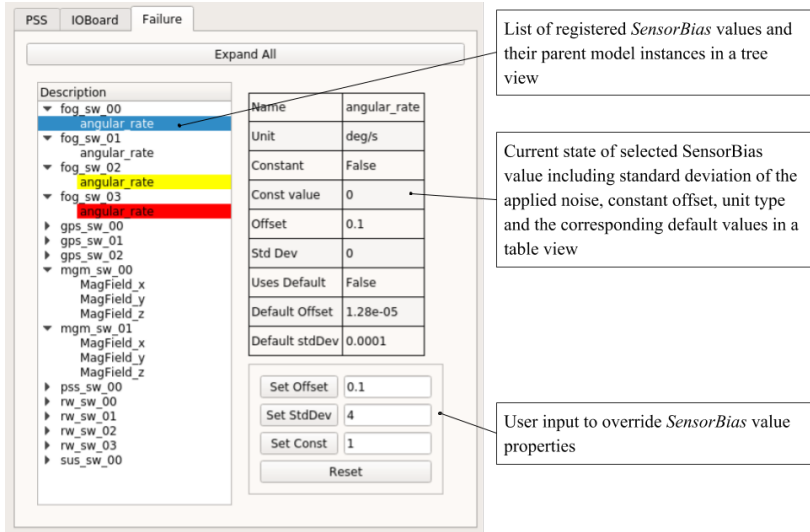 PSS IOBoard Failure
Expand All
Description
fog_sw_00
angular_rate
fog_sw_01
angular_rate
fog_sw_02
angular_rate
fog_sw_03
angular_rate
gps_sw_00
gps_sw_01
gps_sw_02
mgm_sw_00
MagField_x
MagField_y
MagField_z
mgm_sw_01
MagField_x
MagField_y
MagField_z
pss_sw_00
rw_sw_00
rw_sw_01
rw_sw_02
rw_sw_03
sus_sw_00
Name angular_rate
Unit deg/s
Constant False
Const value 0
Offset 0.1
Std Dev 0
Uses Default False
Default Offset 1.28e-05
Default stdDev 0.0001
Set Offset 0.1
Set StdDev 4
Set Const 1
Reset
List of registered SensorBias values and
their parent model instances in a tree
view
Current state of selected SensorBias
value including standard deviation of the
applied noise, constant offset, unit type
and the corresponding default values in a
table view
User input to override SensorBias value
properties